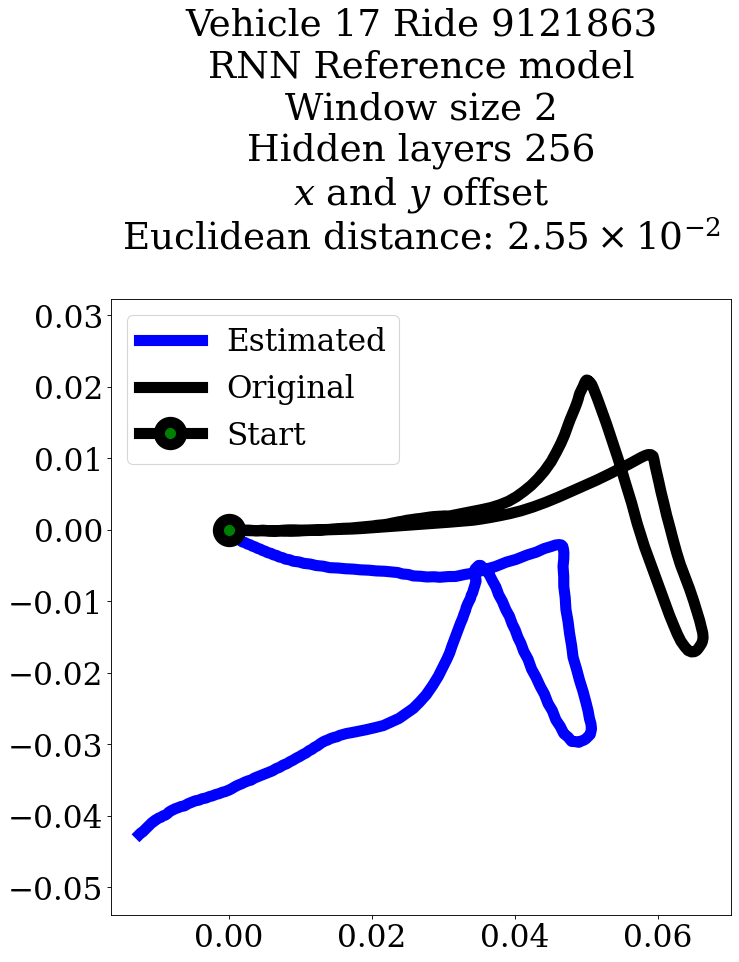 Vehicle 17 Ride 9121863
RNN Reference model
Window size 2
Hidden layers 256
x and y offset
Euclidean distance: 2.55 × 10⁻²
Estimated
Original
Start
0.03
0.02
0.01
0.00
−0.01
−0.02
−0.03
−0.04
−0.05
0.00 0.02 0.04 0.06